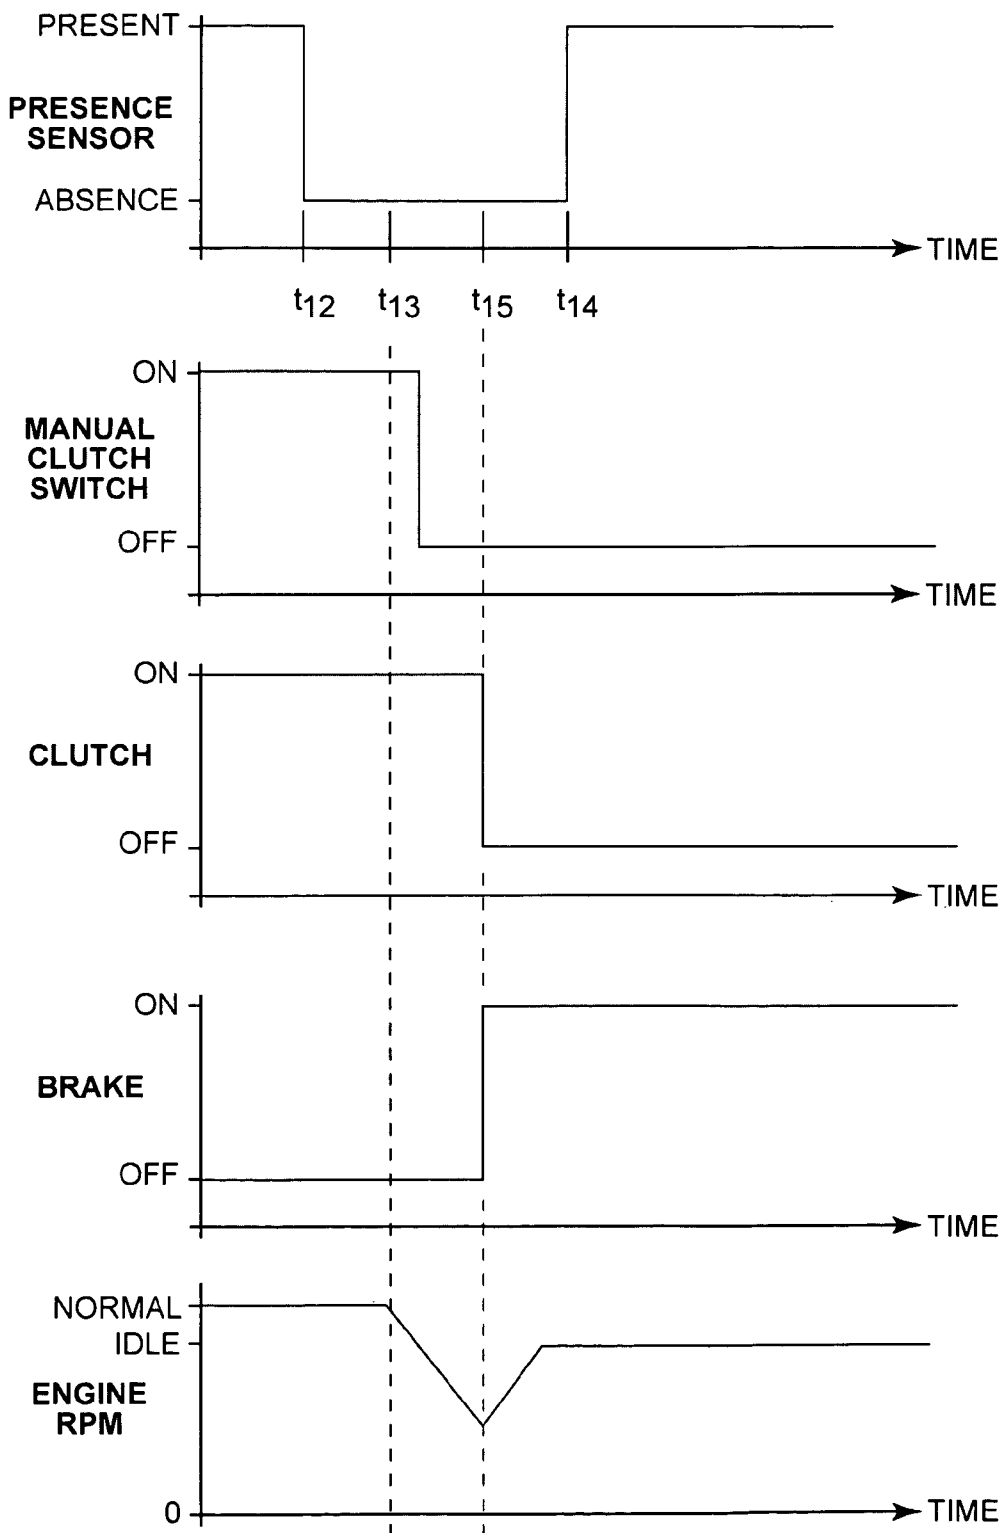 PRESENT
PRESENCE
SENSOR
ABSENCE
TIME
t12 t13 t15 t14
ON
MANUAL
CLUTCH
SWITCH
OFF
TIME
ON
CLUTCH
OFF
TIME
ON
BRAKE
OFF
TIME
NORMAL
IDLE
ENGINE
RPM
0
TIME